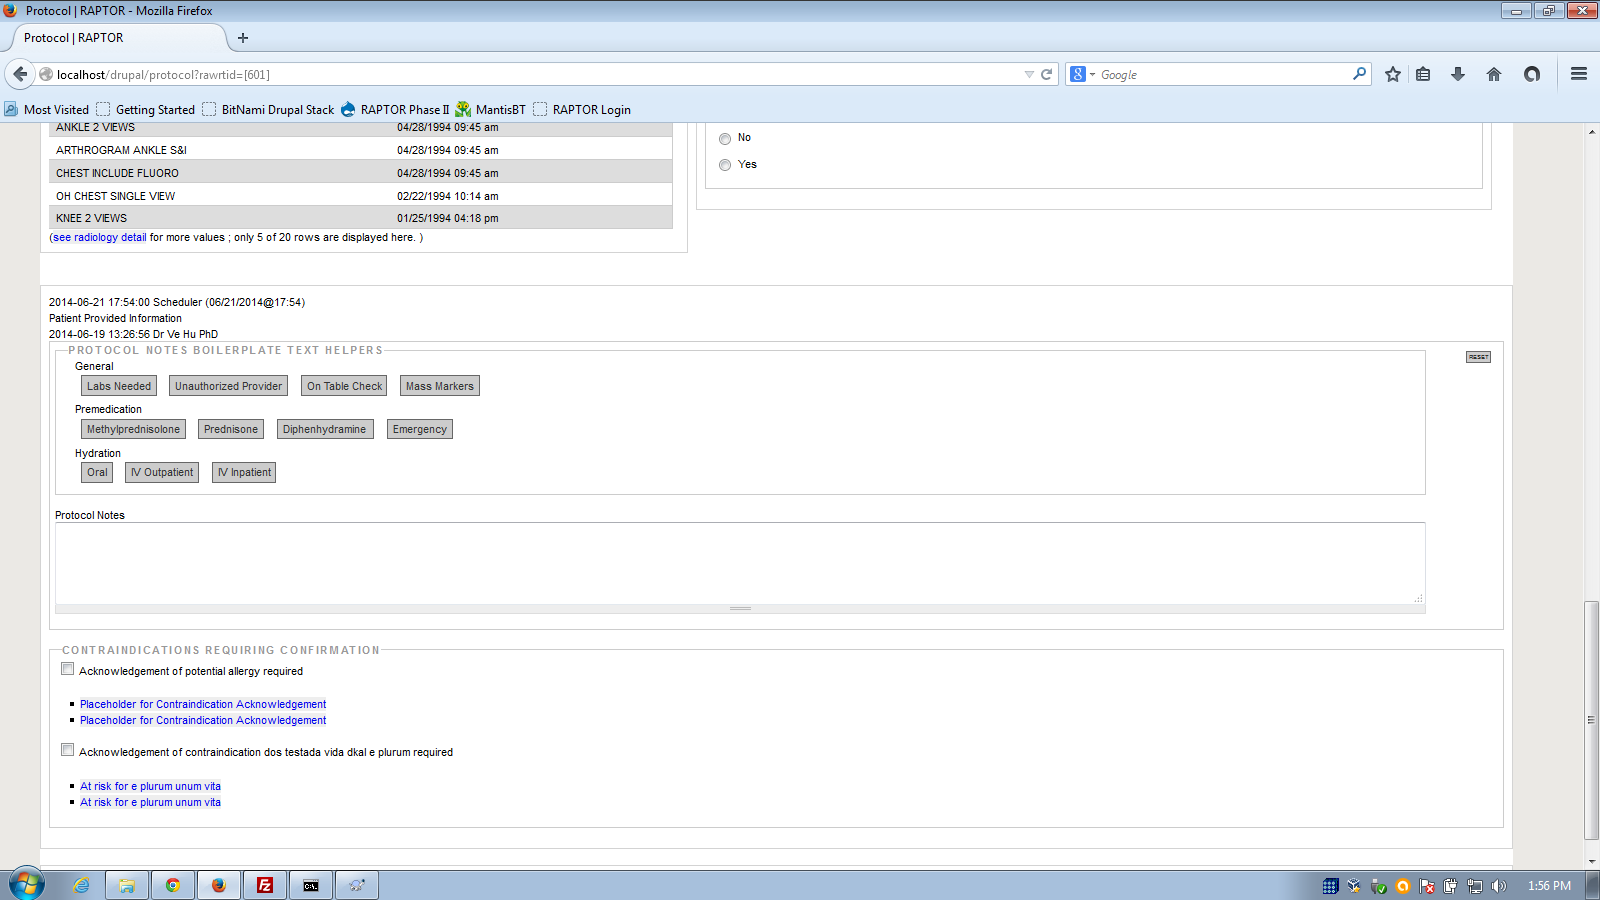 Protocol | RAPTOR - Mozilla Firefox
Protocol | RAPTOR
localhost/drupal/protocol?rawrtid=[601]
Google
Most Visited Getting Started BitNami Drupal Stack RAPTOR Phase II MantisBT RAPTOR Login
ANKLE 2 VIEWS 04/28/1994 09:45 am
ARTHROGRAM ANKLE S&I 04/28/1994 09:45 am
CHEST INCLUDE FLUORO 04/28/1994 09:45 am
OH CHEST SINGLE VIEW 02/22/1994 10:14 am
KNEE 2 VIEWS 01/25/1994 04:18 pm
(see radiology detail for more values ; only 5 of 20 rows are displayed here. )
No
Yes
2014-06-21 17:54:00 Scheduler (06/21/2014@17:54)
Patient Provided Information
2014-06-19 13:26:56 Dr Ve Hu PhD
PROTOCOL NOTES BOILERPLATE TEXT HELPERS
RESET
General
Labs Needed Unauthorized Provider On Table Check Mass Markers
Premedication
Methylprednisolone Prednisone Diphenhydramine Emergency
Hydration
Oral IV Outpatient IV Inpatient
Protocol Notes
CONTRAINDICATIONS REQUIRING CONFIRMATION
Acknowledgement of potential allergy required
Placeholder for Contraindication Acknowledgement
Placeholder for Contraindication Acknowledgement
Acknowledgement of contraindication dos testada vida dkal e plurum required
At risk for e plurum unum vita
At risk for e plurum unum vita
1:56 PM